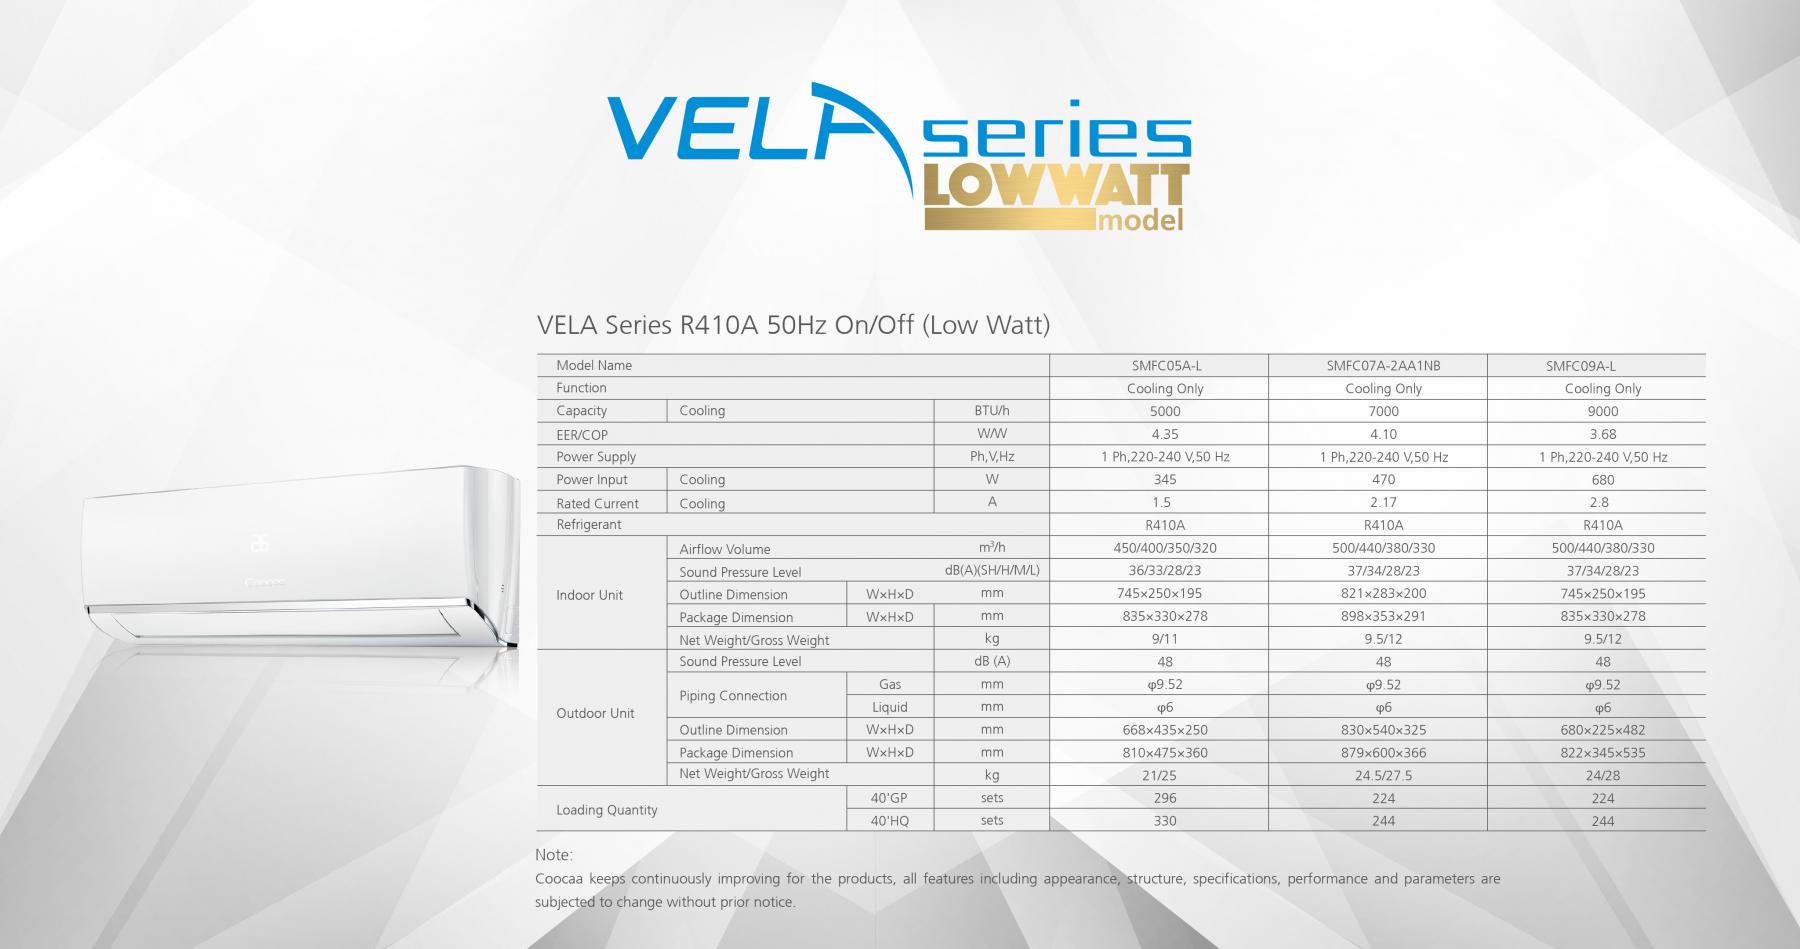 VELA series
LOWWATT
model
VELA Series R410A 50Hz On/Off (Low Watt)
Model Name SMFC05A-L SMFC07A-2AA1NB SMFC09A-L
Function Cooling Only Cooling Only Cooling Only
Capacity Cooling BTU/h 5000 7000 9000
EER/COP W/W 4.35 4.10 3.68
Power Supply Ph,V,Hz 1 Ph,220-240 V,50 Hz 1 Ph,220-240 V,50 Hz 1 Ph,220-240 V,50 Hz
Power Input Cooling W 345 470 680
Rated Current Cooling A 1.5 2.17 2.8
Refrigerant R410A R410A R410A
Indoor Unit
Airflow Volume m³/h 450/400/350/320 500/440/380/330 500/440/380/330
Sound Pressure Level dB(A)(SH/H/M/L) 36/33/28/23 37/34/28/23 37/34/28/23
Outline Dimension W×H×D mm 745×250×195 821×283×200 745×250×195
Package Dimension W×H×D mm 835×330×278 898×353×291 835×330×278
Net Weight/Gross Weight kg 9/11 9.5/12 9.5/12
Outdoor Unit
Sound Pressure Level dB (A) 48 48 48
Piping Connection
Gas mm φ9.52 φ9.52 φ9.52
Liquid mm φ6 φ6 φ6
Outline Dimension W×H×D mm 668×435×250 830×540×325 680×225×482
Package Dimension W×H×D mm 810×475×360 879×600×366 822×345×535
Net Weight/Gross Weight kg 21/25 24.5/27.5 24/28
Loading Quantity
40'GP sets 296 224 224
40'HQ sets 330 244 244
Note:
Coocaa keeps continuously improving for the products, all features including appearance, structure, specifications, performance and parameters are
subjected to change without prior notice.